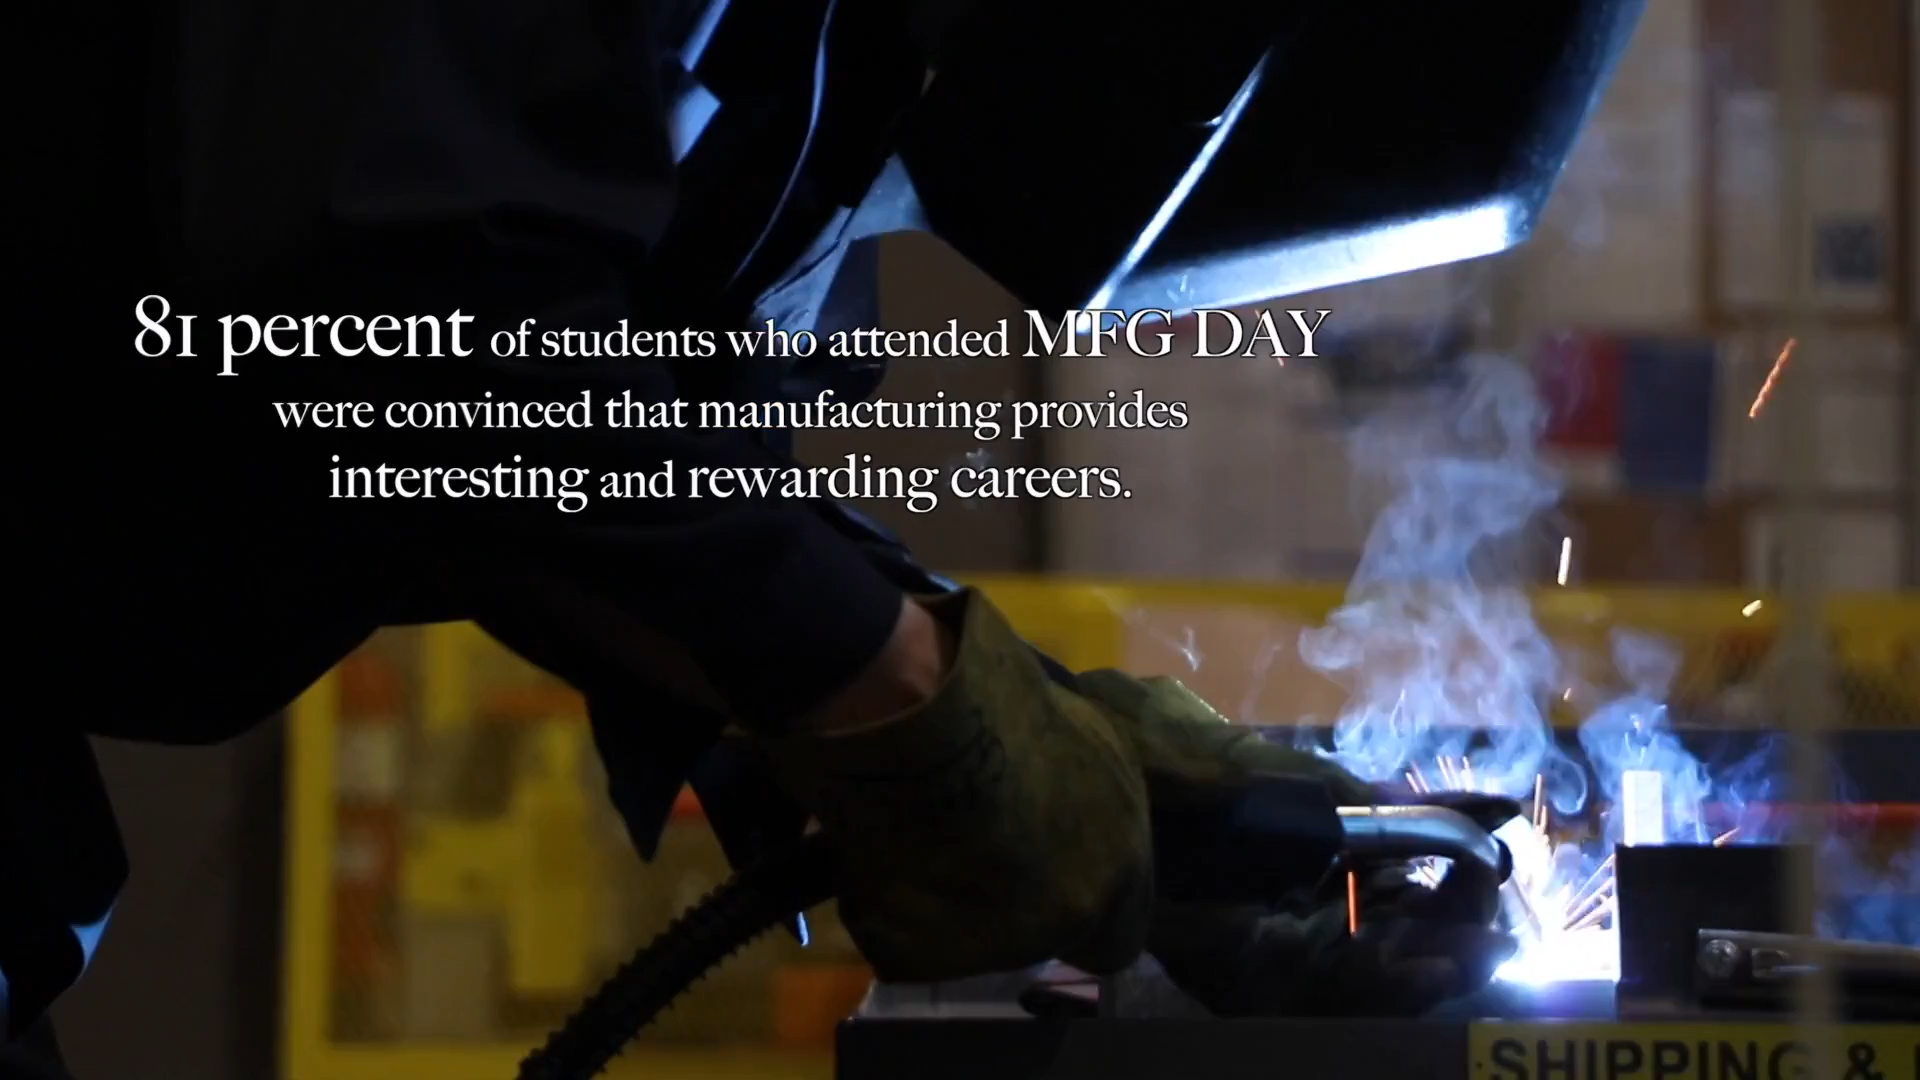 81 percent of students who attended MFG DAY
were convinced that manufacturing provides
interesting and rewarding careers.
SHIPPING &